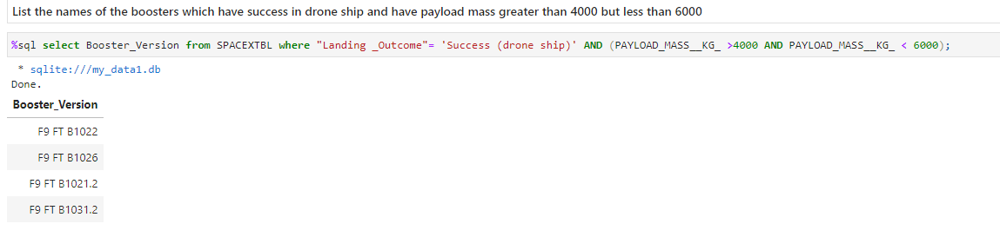 List the names of the boosters which have success in drone ship and have payload mass greater than 4000 but less than 6000
%sql select Booster_Version from SPACEXTBL where "Landing _Outcome"= 'Success (drone ship)' AND (PAYLOAD_MASS__KG_ >4000 AND PAYLOAD_MASS__KG_ < 6000);
* sqlite:///my_data1.db
Done.
Booster_Version
F9 FT B1022
F9 FT B1026
F9 FT B1021.2
F9 FT B1031.2